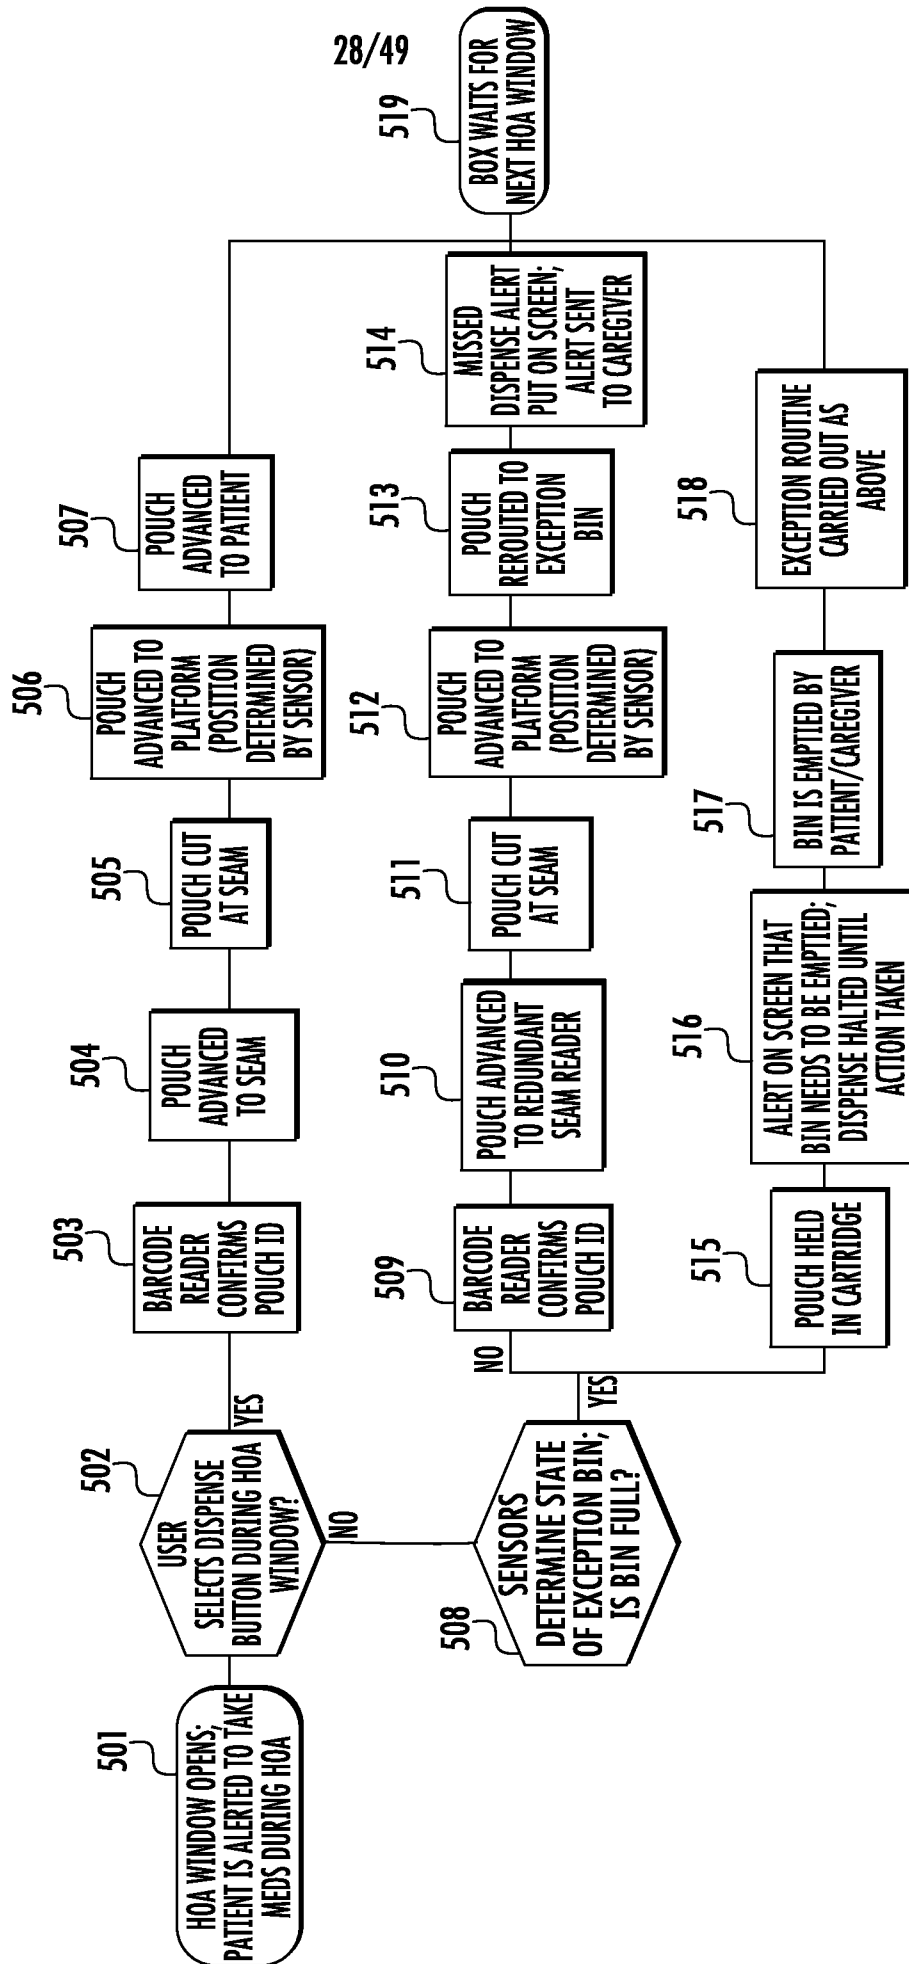 28/49
501
HOA WINDOW OPENS;
PATIENT IS ALERTED TO TAKE
MEDS DURING HOA
502
USER
SELECTS DISPENSE
BUTTON DURING HOA
WINDOW?
YES
NO
503
BARCODE
READER
CONFIRMS
POUCH ID
504
POUCH
ADVANCED
TO SEAM
505
POUCH CUT
AT SEAM
506
POUCH
ADVANCED TO
PLATFORM
(POSITION
DETERMINED
BY SENSOR)
507
POUCH
ADVANCED
TO PATIENT
508
SENSORS
DETERMINE STATE
OF EXCEPTION BIN;
IS BIN FULL?
NO
YES
509
BARCODE
READER
CONFIRMS
POUCH ID
510
POUCH ADVANCED
TO REDUNDANT
SEAM READER
511
POUCH CUT
AT SEAM
512
POUCH
ADVANCED TO
PLATFORM
(POSITION
DETERMINED
BY SENSOR)
513
POUCH
REROUTED TO
EXCEPTION
BIN
514
MISSED
DISPENSE ALERT
PUT ON SCREEN;
ALERT SENT
TO CAREGIVER
515
POUCH HELD
IN CARTRIDGE
516
ALERT ON SCREEN THAT
BIN NEEDS TO BE EMPTIED;
DISPENSE HALTED UNTIL
ACTION TAKEN
517
BIN IS EMPTIED BY
PATIENT/CAREGIVER
518
EXCEPTION ROUTINE
CARRIED OUT AS
ABOVE
519
BOX WAITS FOR
NEXT HOA WINDOW